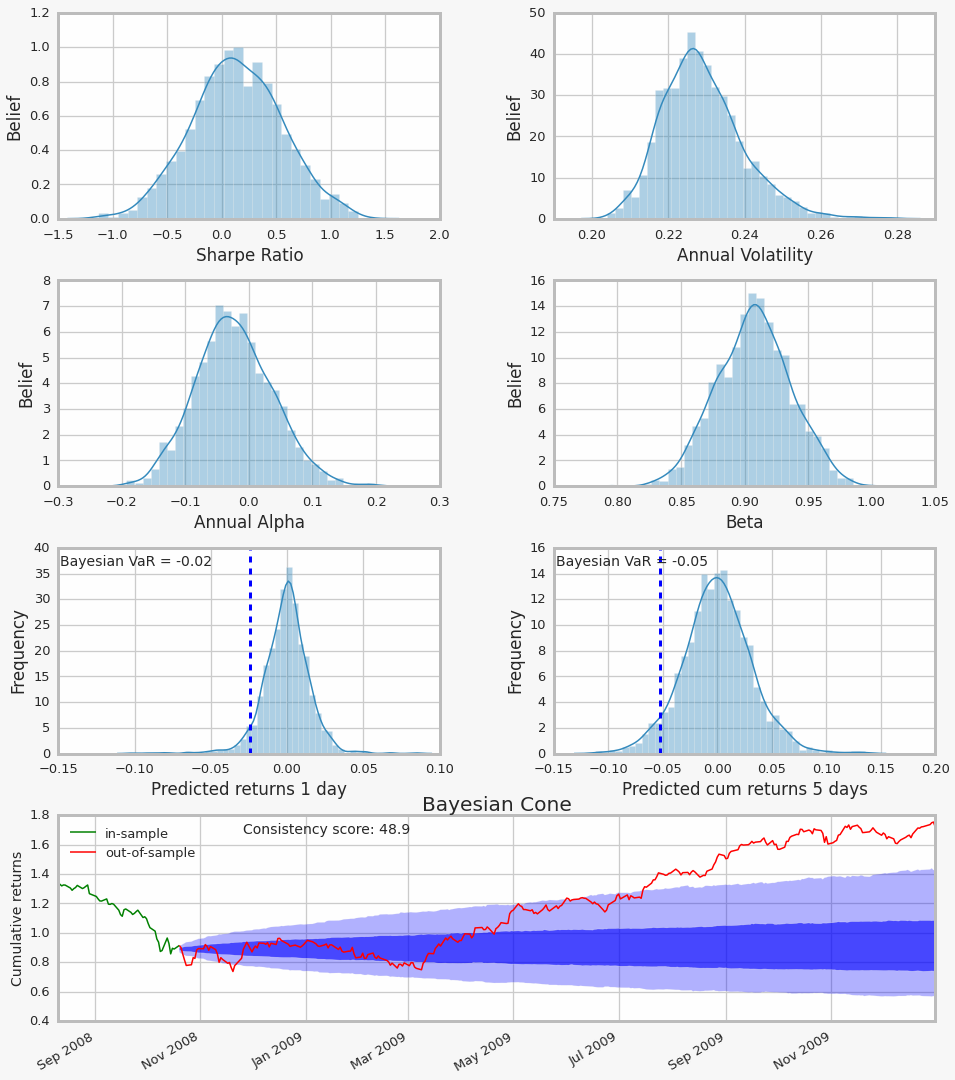 1.2
1.0
0.8
0.6
0.4
0.2
0.0
Belief
−1.5 −1.0 −0.5 0.0 0.5 1.0 1.5 2.0
Sharpe Ratio
50
40
30
20
10
0
Belief
0.20 0.22 0.24 0.26 0.28
Annual Volatility
8
7
6
5
4
3
2
1
0
Belief
−0.3 −0.2 −0.1 0.0 0.1 0.2 0.3
Annual Alpha
16
14
12
10
8
6
4
2
0
Belief
0.75 0.80 0.85 0.90 0.95 1.00 1.05
Beta
Bayesian VaR = -0.02
40
35
30
25
20
15
10
5
0
Frequency
−0.15 −0.10 −0.05 0.00 0.05 0.10
Predicted returns 1 day
Bayesian VaR = -0.05
16
14
12
10
8
6
4
2
0
Frequency
−0.15 −0.10 −0.05 0.00 0.05 0.10 0.15 0.20
Predicted cum returns 5 days
Bayesian Cone
in-sample
out-of-sample
Consistency score: 48.9
1.8
1.6
1.4
1.2
1.0
0.8
0.6
0.4
Cumulative returns
Sep 2008 Nov 2008 Jan 2009 Mar 2009 May 2009 Jul 2009 Sep 2009 Nov 2009